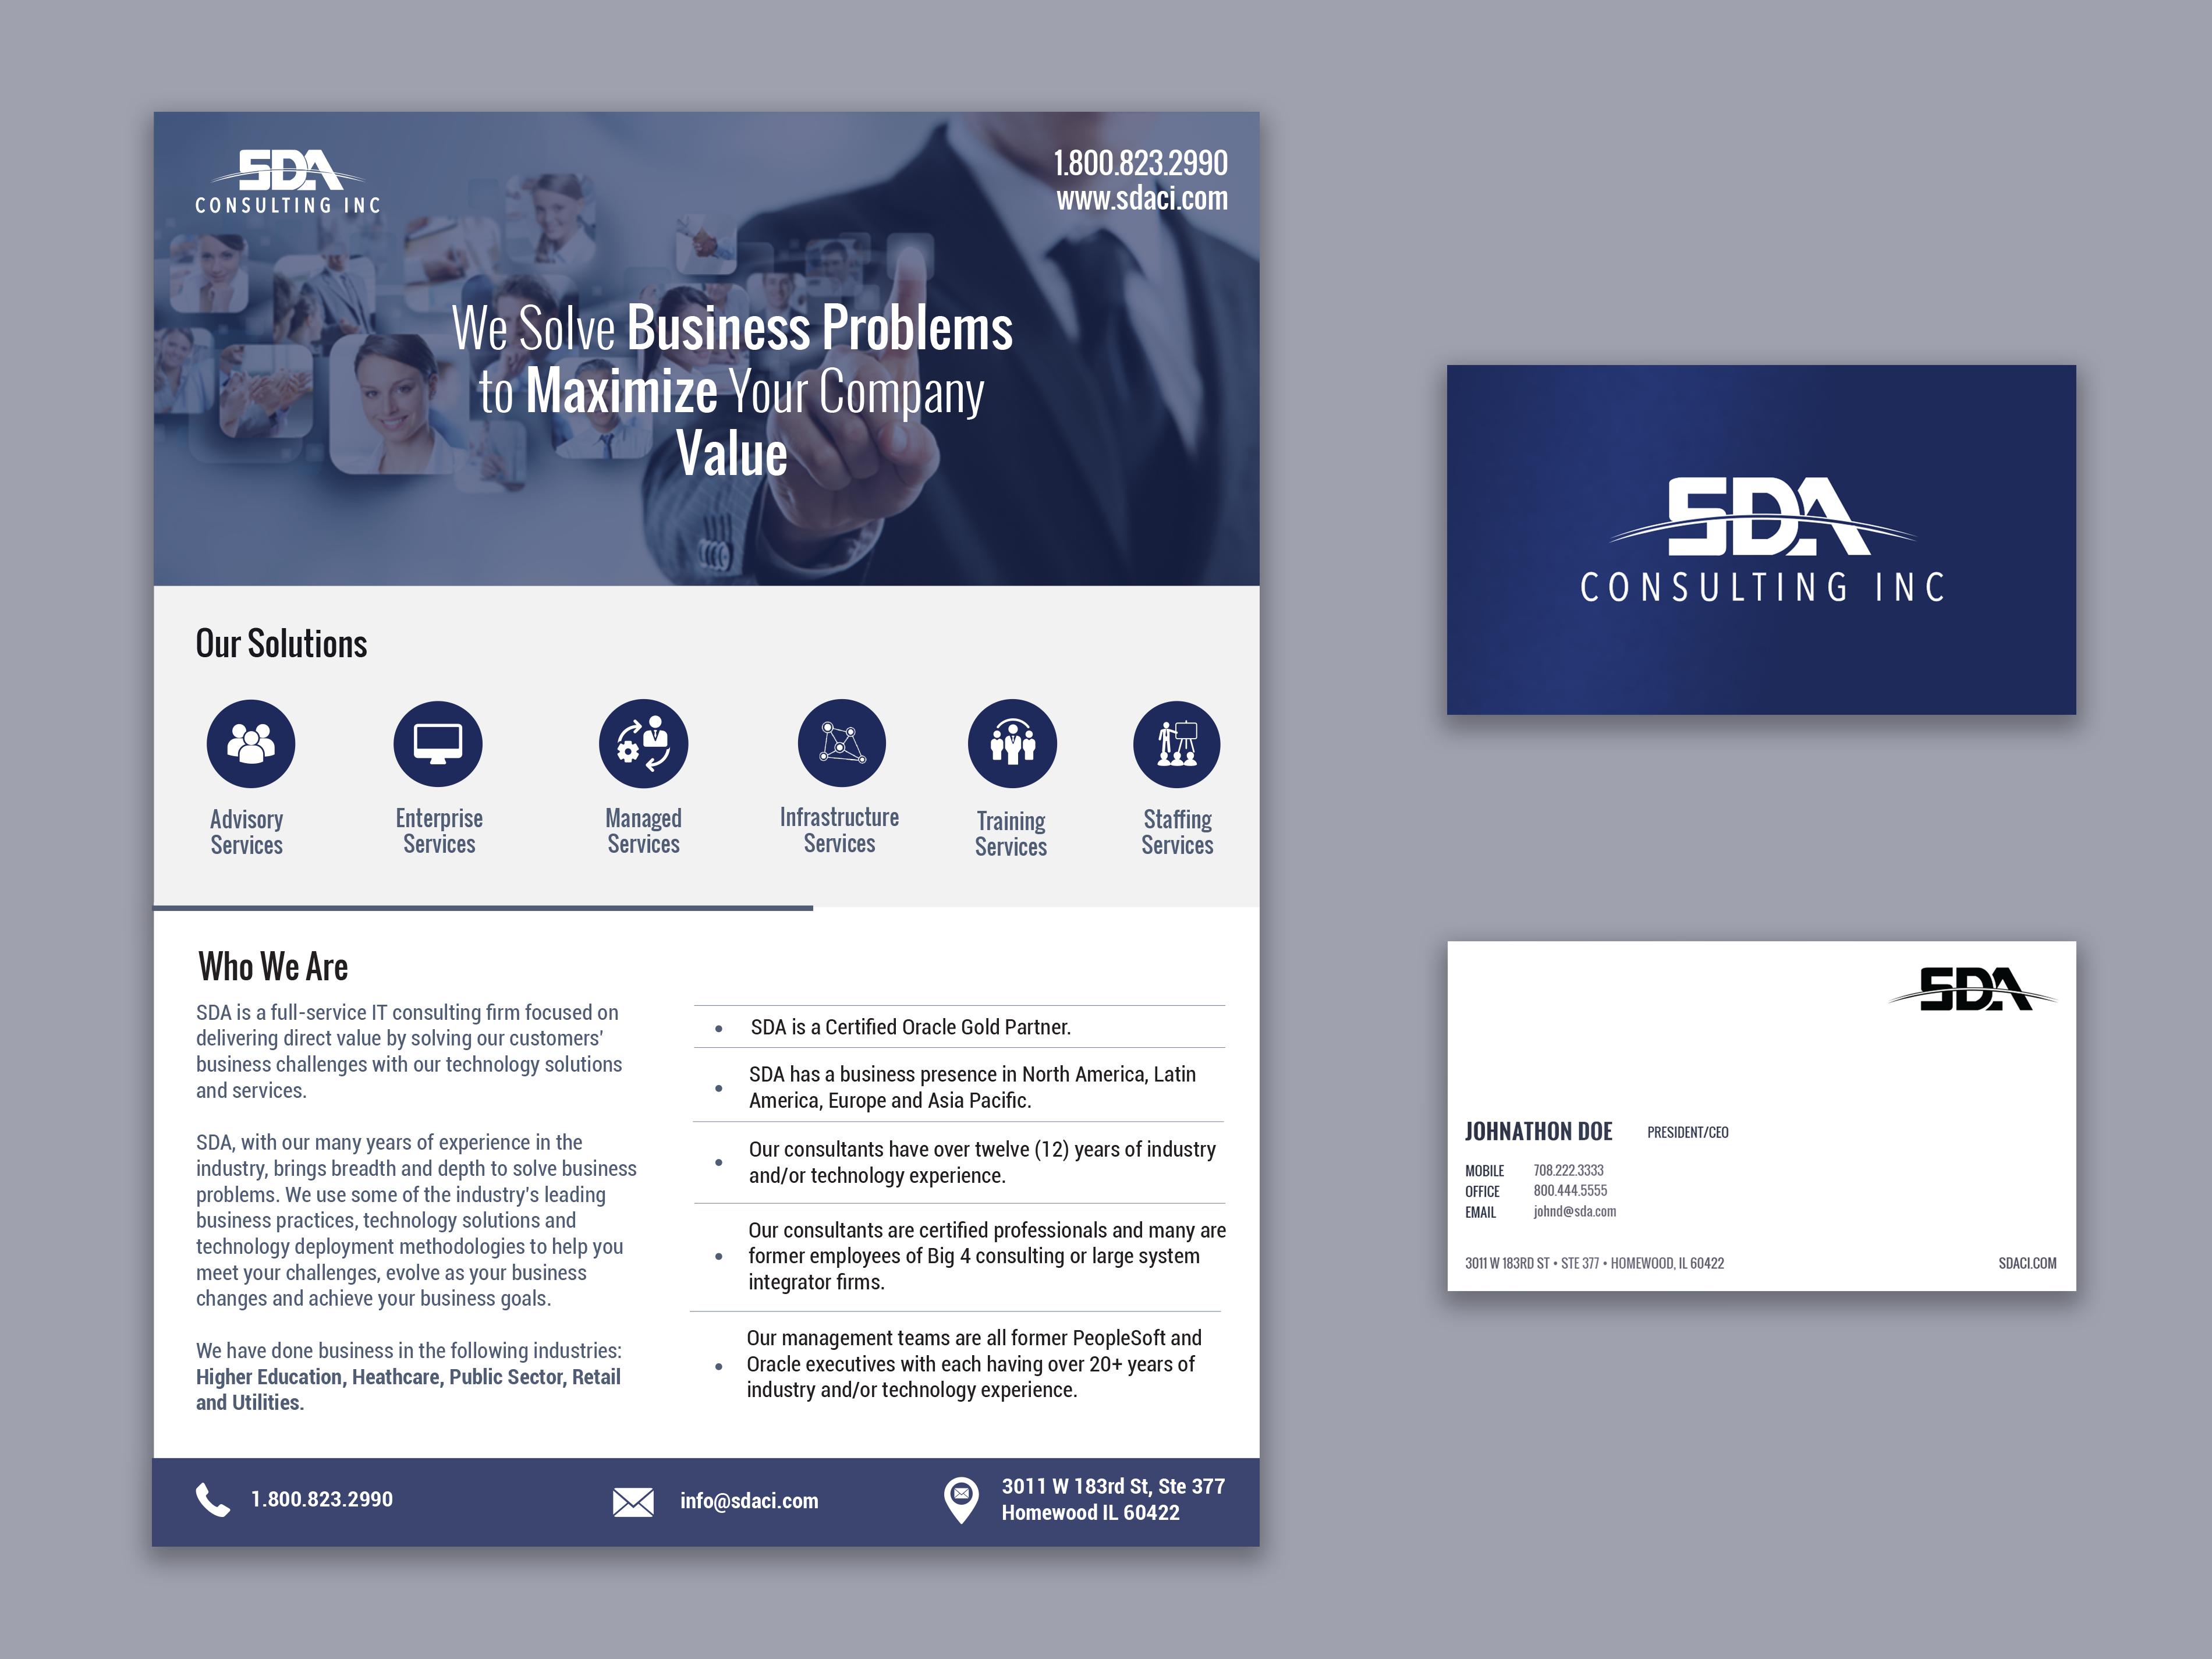 SDA
CONSULTING INC
1.800.823.2990
www.sdaci.com
We Solve Business Problems
to Maximize Your Company
Value
Our Solutions
Advisory
Services
Enterprise
Services
Managed
Services
Infrastructure
Services
Training
Services
Staffing
Services
Who We Are
SDA is a full-service IT consulting firm focused on
delivering direct value by solving our customers'
business challenges with our technology solutions
and services.
SDA, with our many years of experience in the
industry, brings breadth and depth to solve business
problems. We use some of the industry's leading
business practices, technology solutions and
technology deployment methodologies to help you
meet your challenges, evolve as your business
changes and achieve your business goals.
We have done business in the following industries:
Higher Education, Heathcare, Public Sector, Retail
and Utilities.
• SDA is a Certified Oracle Gold Partner.
• SDA has a business presence in North America, Latin
America, Europe and Asia Pacific.
• Our consultants have over twelve (12) years of industry
and/or technology experience.
• Our consultants are certified professionals and many are
former employees of Big 4 consulting or large system
integrator firms.
• Our management teams are all former PeopleSoft and
Oracle executives with each having over 20+ years of
industry and/or technology experience.
1.800.823.2990
info@sdaci.com
3011 W 183rd St, Ste 377
Homewood IL 60422
SDA
CONSULTING INC
SDA
JOHNATHON DOE PRESIDENT/CEO
MOBILE 708.222.3333
OFFICE 800.444.5555
EMAIL johnd@sda.com
3011 W 183RD ST • STE 377 • HOMEWOOD, IL 60422 SDACI.COM